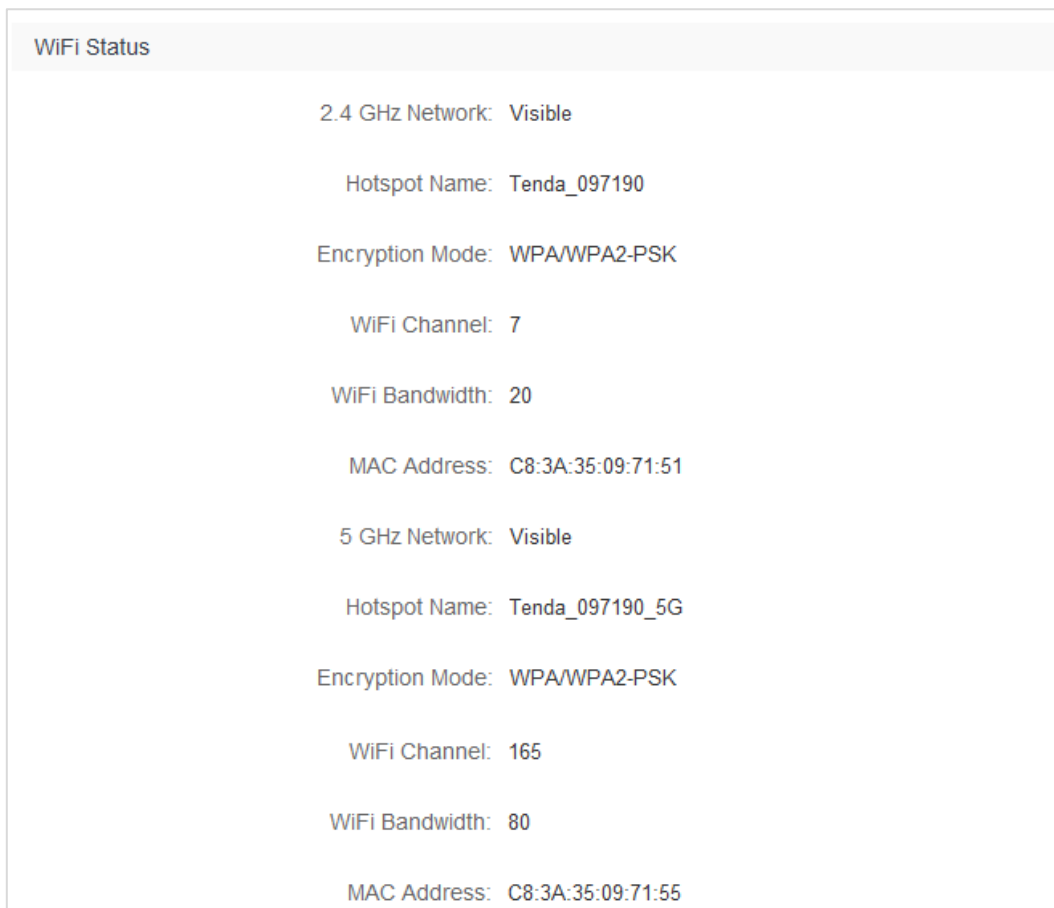 WiFi Status
2.4 GHz Network: Visible
Hotspot Name: Tenda_097190
Encryption Mode: WPA/WPA2-PSK
WiFi Channel: 7
WiFi Bandwidth: 20
MAC Address: C8:3A:35:09:71:51
5 GHz Network: Visible
Hotspot Name: Tenda_097190_5G
Encryption Mode: WPA/WPA2-PSK
WiFi Channel: 165
WiFi Bandwidth: 80
MAC Address: C8:3A:35:09:71:55